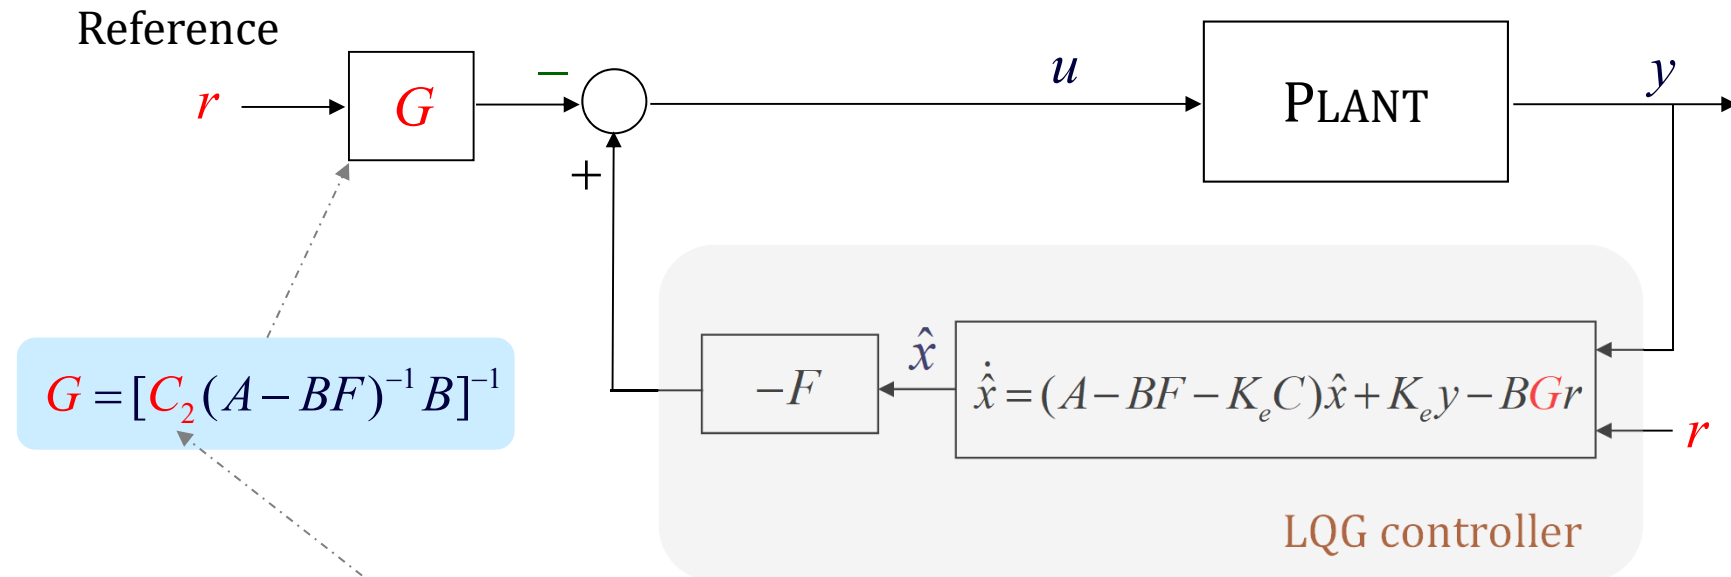 Reference
r
G
−
+
u
PLANT
y
G = [C₂(A − BF)⁻¹B]⁻¹
−F
x̂
x̂̇ = (A − BF − KₑC)x̂ + Kₑy − BGr
r
LQG controller